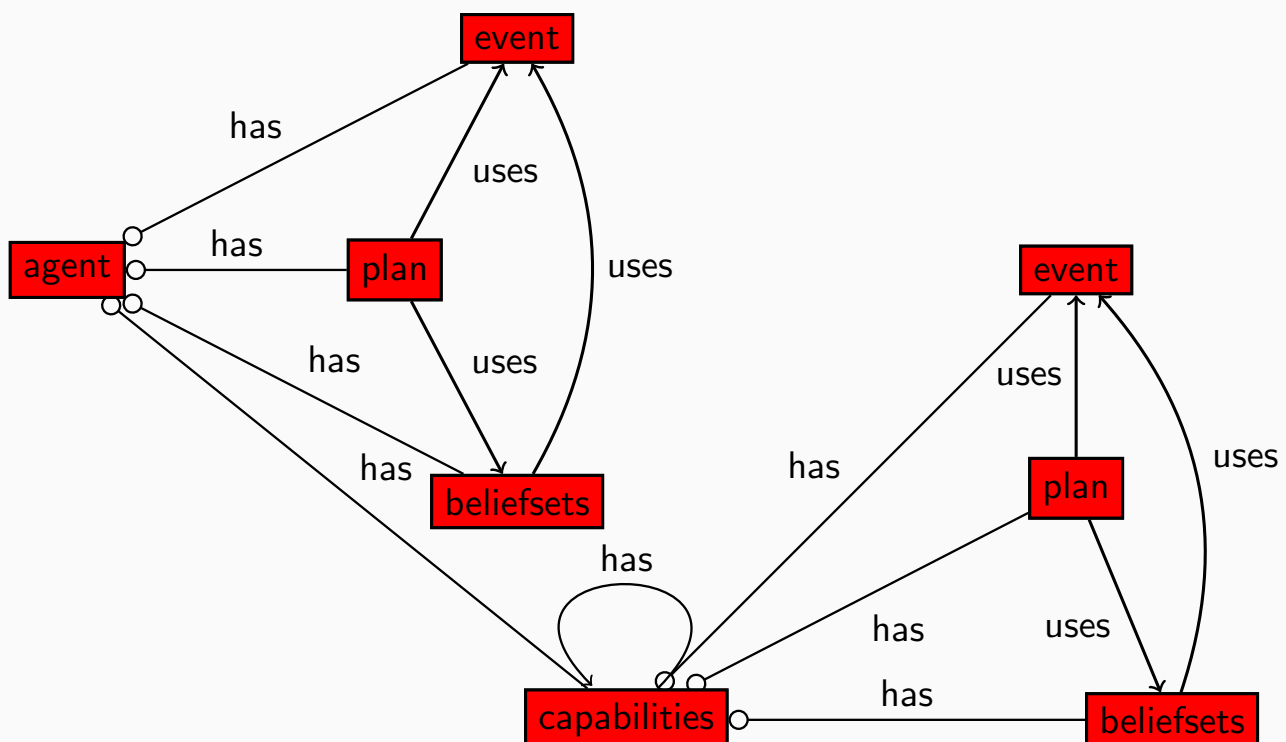 event
has
uses
has
agent
plan
uses
event
has
uses
uses
has
has
uses
beliefsets
plan
has
uses
has
has
uses
capabilities
beliefsets